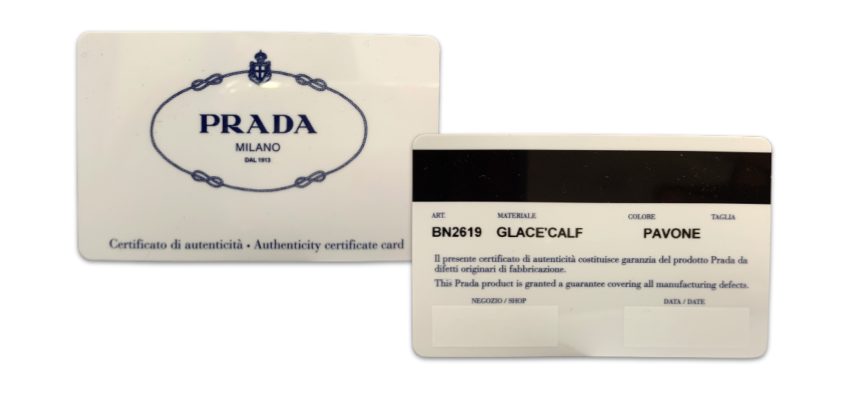 PRADA
MILANO
DAL 1913
Certificato di autenticità • Authenticity certificate card
ART. MATERIALE COLORE TAGLIA
BN2619 GLACE'CALF PAVONE
Il presente certificato di autenticità costituisce garanzia del prodotto Prada da
difetti originari di fabbricazione.
This Prada product is granted a guarantee covering all manufacturing defects.
NEGOZIO / SHOP DATA / DATE